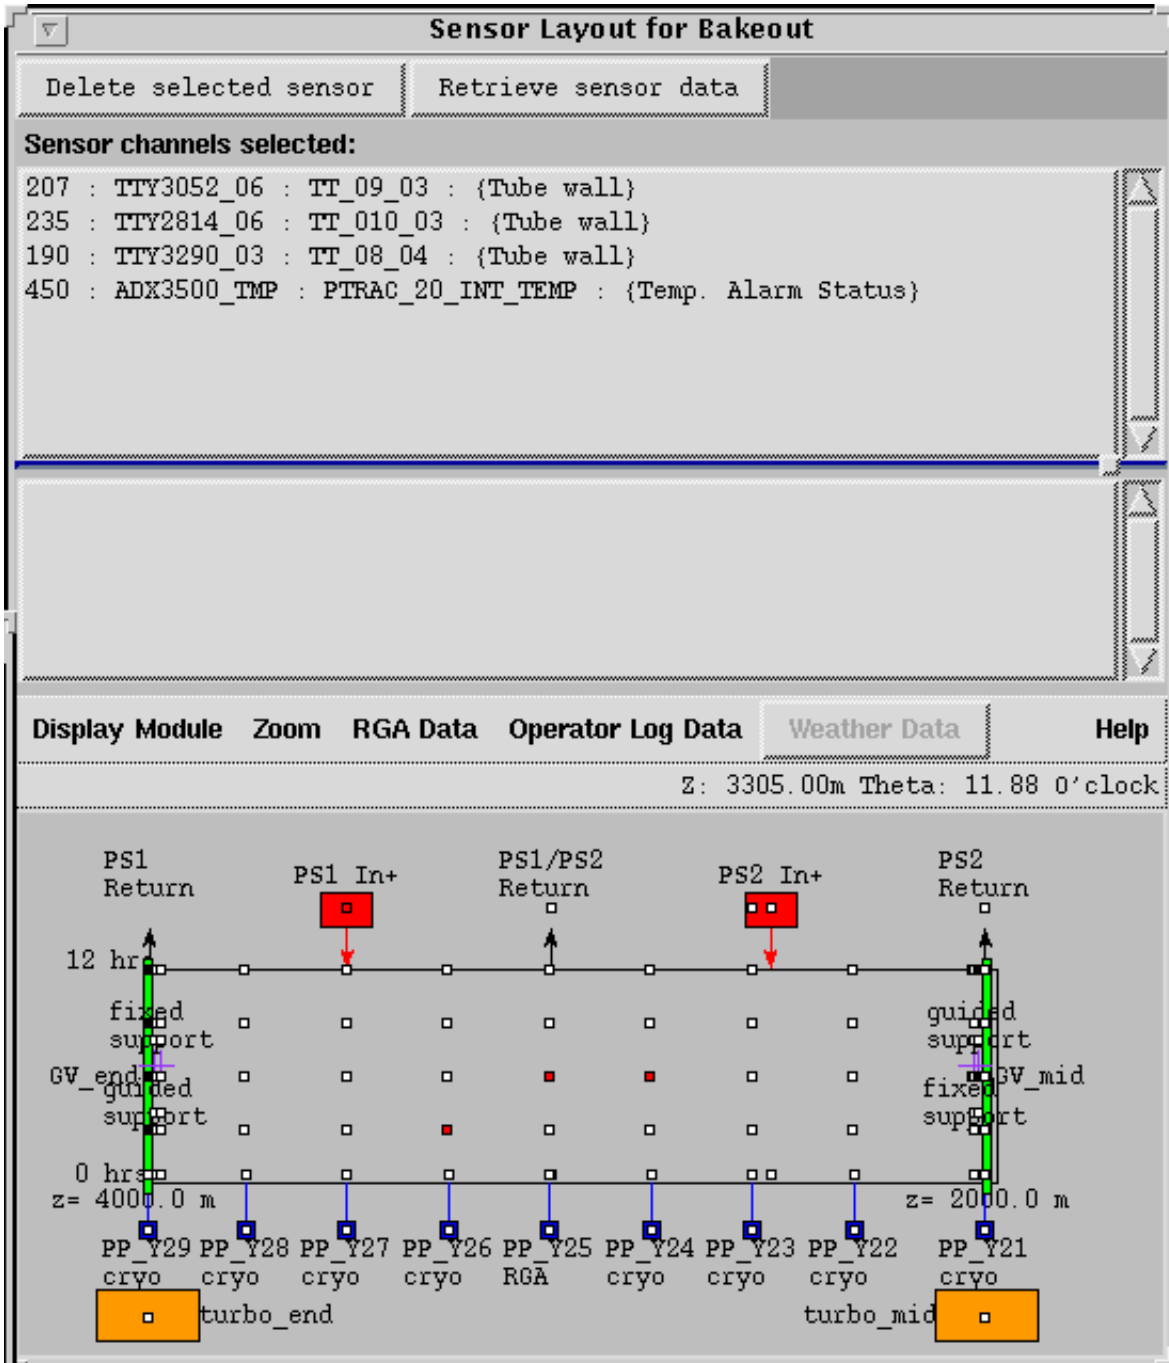 Sensor Layout for Bakeout
Delete selected sensor
Retrieve sensor data
Sensor channels selected:
207 : TTY3052_06 : TT_09_03 : {Tube wall}
235 : TTY2814_06 : TT_010_03 : {Tube wall}
190 : TTY3290_03 : TT_08_04 : {Tube wall}
450 : ADX3500_TMP : PTRAC_20_INT_TEMP : {Temp. Alarm Status}
Display Module Zoom RGA Data Operator Log Data Weather Data Help
Z: 3305.00m Theta: 11.88 O'clock
PS1
Return
PS1 In+
PS1/PS2
Return
PS2 In+
PS2
Return
12 hrs
fixed
support
guided
support
GV_end
GV_mid
guided
support
fixed
support
0 hrs
z= 4000.0 m
z= 2000.0 m
PP_Y29 PP_Y28 PP_Y27 PP_Y26 PP_Y25 PP_Y24 PP_Y23 PP_Y22 PP_Y21
cryo cryo cryo cryo RGA cryo cryo cryo cryo
turbo_end
turbo_mid